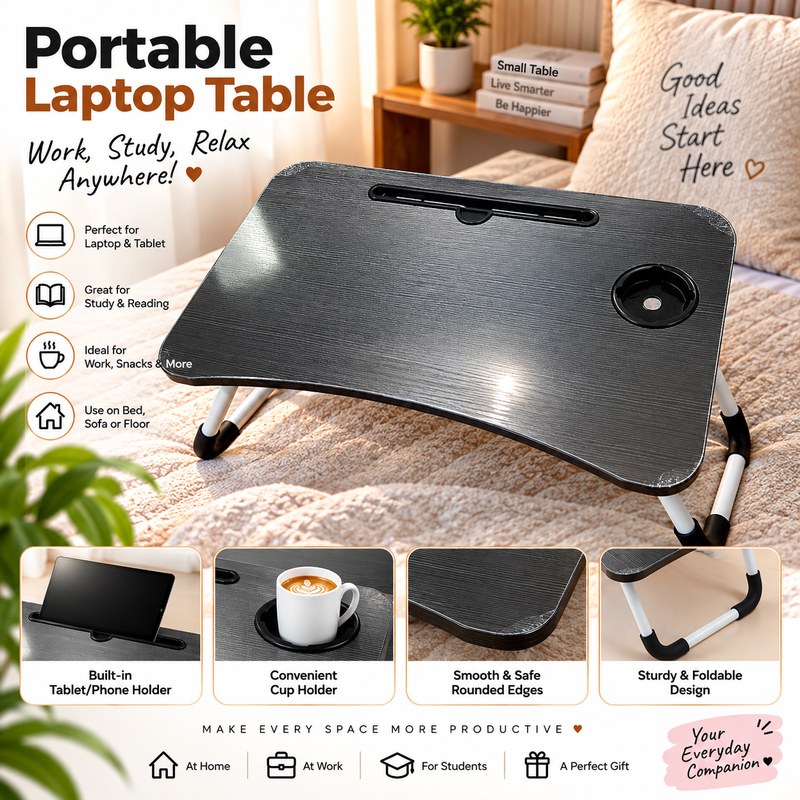 Portable
Laptop Table
Work, Study, Relax
Anywhere!
Perfect for
Laptop & Tablet
Great for
Study & Reading
Ideal for
Work, Snacks & More
Use on Bed,
Sofa or Floor
Small Table
Live Smarter
Be Happier
Good
Ideas
Start
Here
Built-in
Tablet/Phone Holder
Convenient
Cup Holder
Smooth & Safe
Rounded Edges
Sturdy & Foldable
Design
MAKE EVERY SPACE MORE PRODUCTIVE
At Home
At Work
For Students
A Perfect Gift
Your
Everyday
Companion